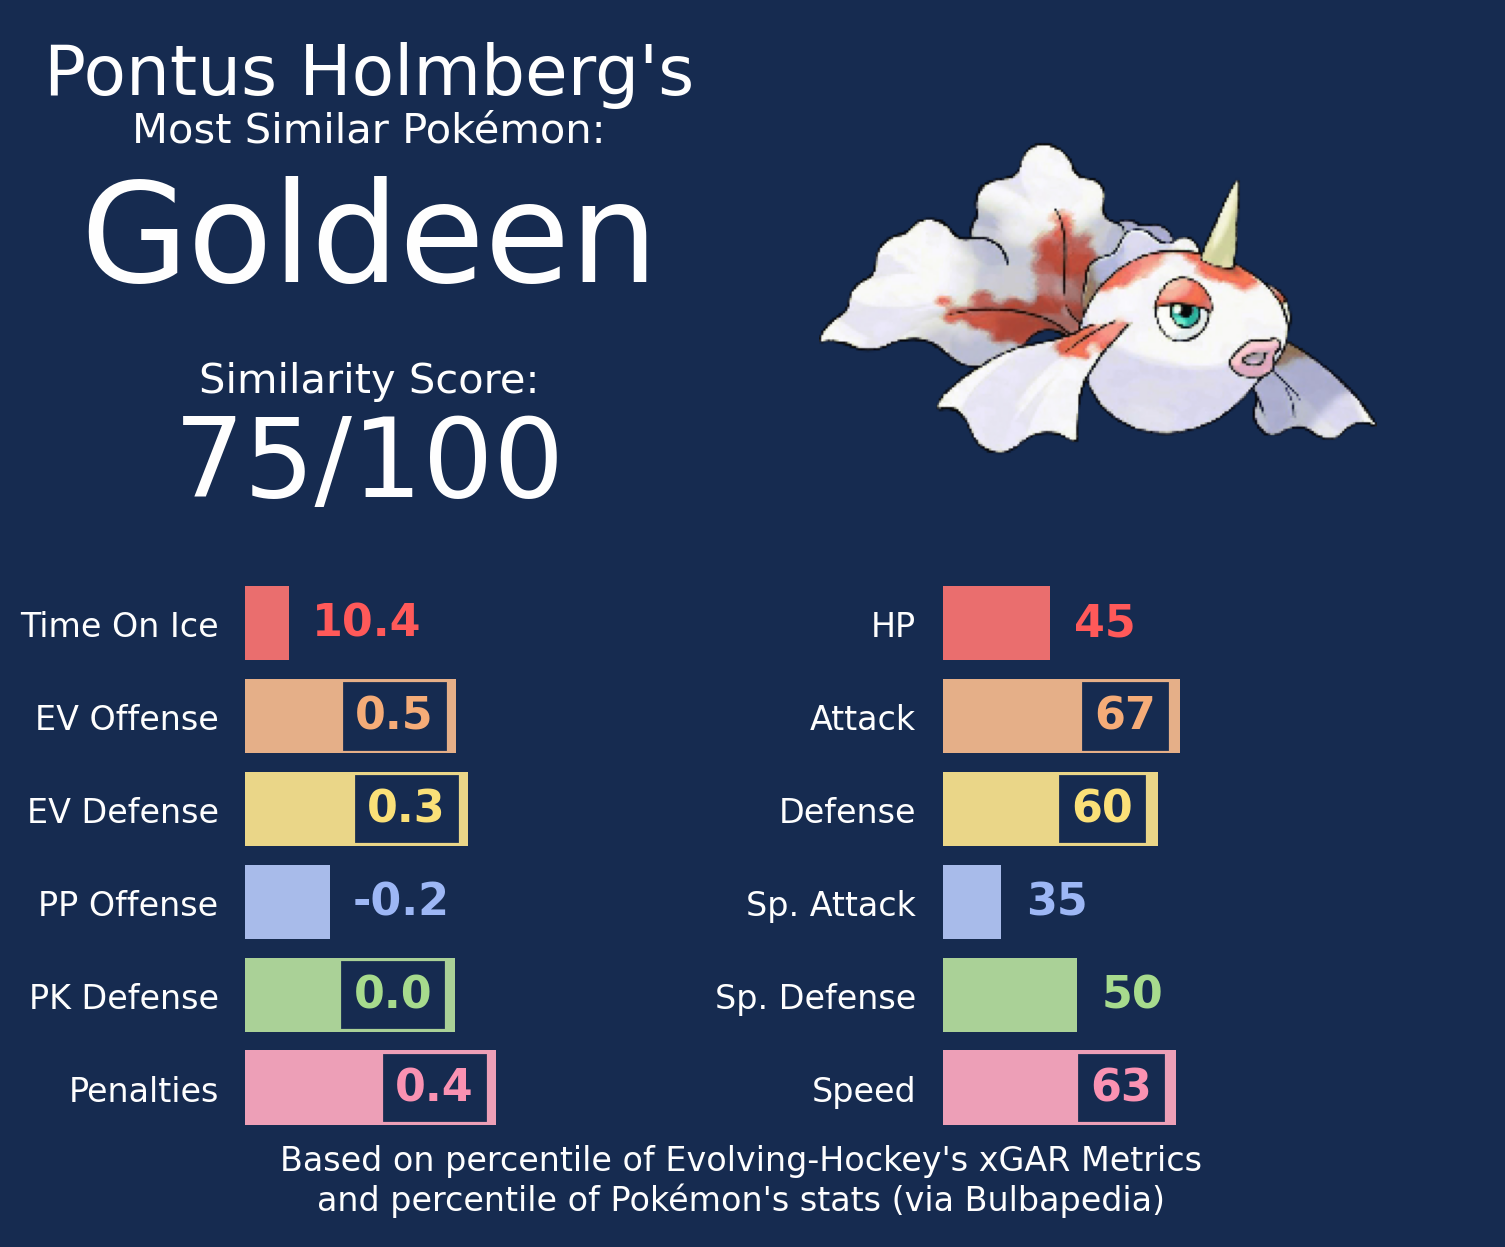 Pontus Holmberg's
Most Similar Pokémon:
Goldeen
Similarity Score:
75/100
Time On Ice 10.4
EV Offense 0.5
EV Defense 0.3
PP Offense -0.2
PK Defense 0.0
Penalties 0.4
HP 45
Attack 67
Defense 60
Sp. Attack 35
Sp. Defense 50
Speed 63
Based on percentile of Evolving-Hockey's xGAR Metrics
and percentile of Pokémon's stats (via Bulbapedia)